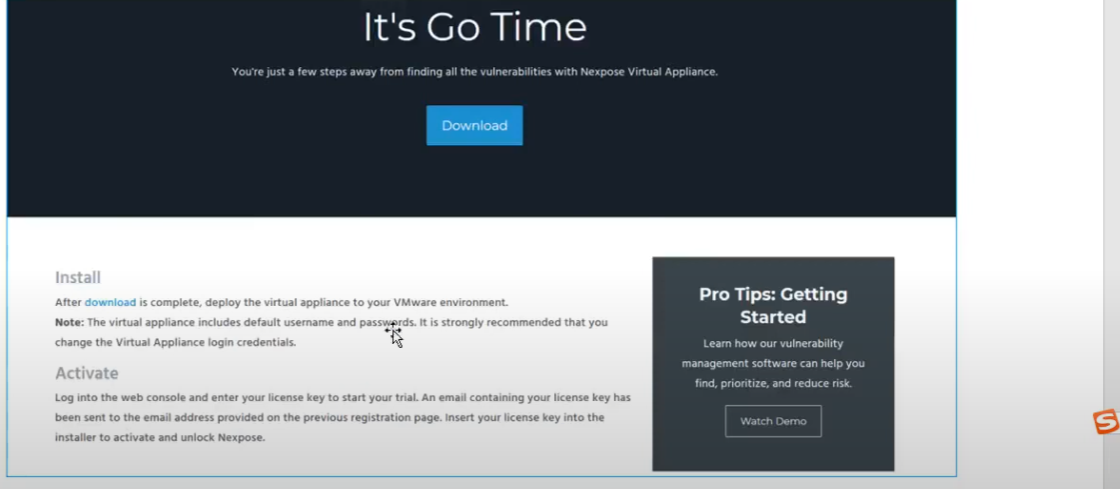 It's Go Time
You're just a few steps away from finding all the vulnerabilities with Nexpose Virtual Appliance.
Download
Install
After download is complete, deploy the virtual appliance to your VMware environment.
Note: The virtual appliance includes default username and passwords. It is strongly recommended that you
change the Virtual Appliance login credentials.
Activate
Log into the web console and enter your license key to start your trial. An email containing your license key has
been sent to the email address provided on the previous registration page. Insert your license key into the
installer to activate and unlock Nexpose.
Pro Tips: Getting
Started
Learn how our vulnerability
management software can help you
find, prioritize, and reduce risk.
Watch Demo
S